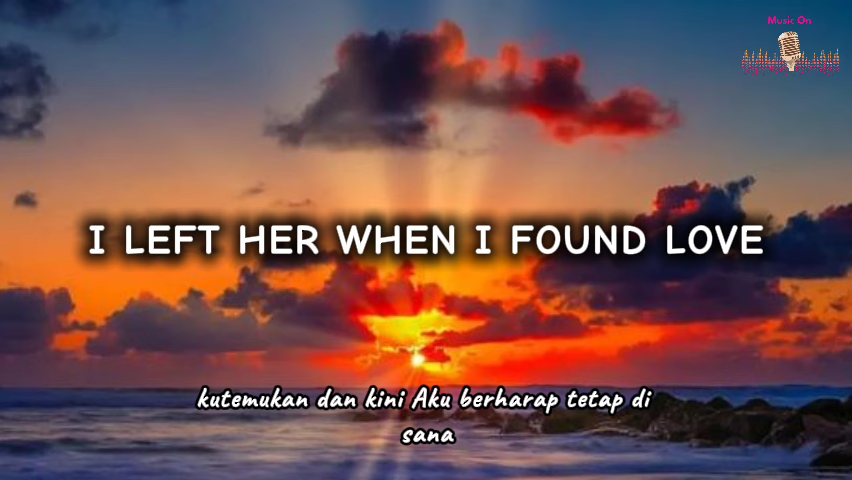 Music On
I LEFT HER WHEN I FOUND LOVE
kutemukan dan kini Aku berharap tetap di
sana